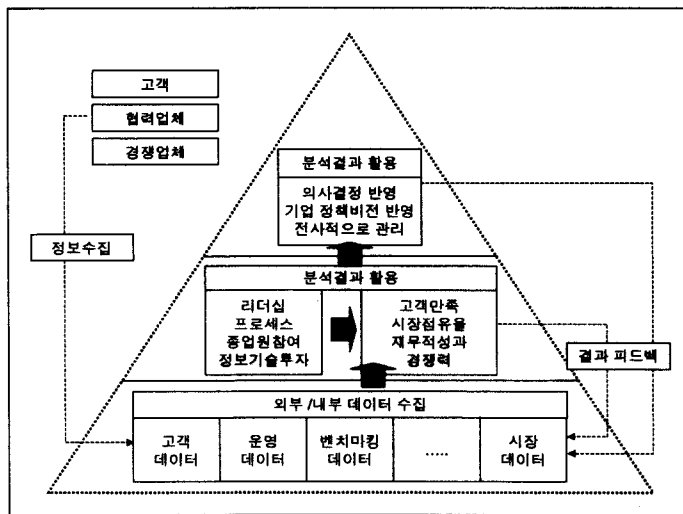 고객
협력업체
경쟁업체
분석결과 활용
의사결정 반영
기업 정책비전 반영
전사적으로 관리
정보수집
분석결과 활용
리더십
프로세스
종업원참여
정보기술투자
고객만족
시장점유율
재무적성과
경쟁력
결과 피드백
외부 /내부 데이터 수집
고객
데이터
운영
데이터
벤치마킹
데이터
.....
시장
데이터